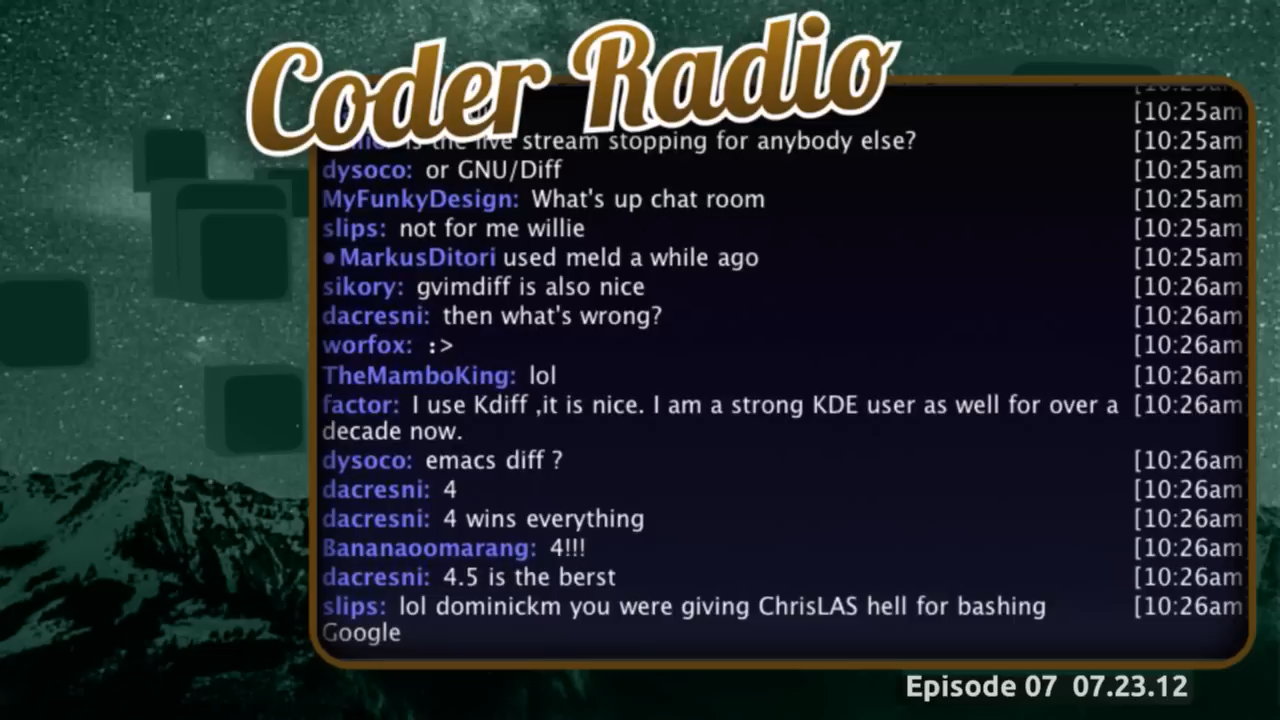 Coder Radio
[10:25am
is the live stream stopping for anybody else? [10:25am
dysoco: or GNU/Diff [10:25am
MyFunkyDesign: What's up chat room [10:25am
slips: not for me willie [10:25am
•MarkusDitori used meld a while ago [10:25am
sikory: gvimdiff is also nice [10:26am
dacresni: then what's wrong? [10:26am
worfox: :> [10:26am
TheMamboKing: lol [10:26am
factor: I use Kdiff ,it is nice. I am a strong KDE user as well for over a [10:26am
decade now.
dysoco: emacs diff ? [10:26am
dacresni: 4 [10:26am
dacresni: 4 wins everything [10:26am
Bananaoomarang: 4!!! [10:26am
dacresni: 4.5 is the berst [10:26am
slips: lol dominickm you were giving ChrisLAS hell for bashing [10:26am
Google
Episode 07 07.23.12